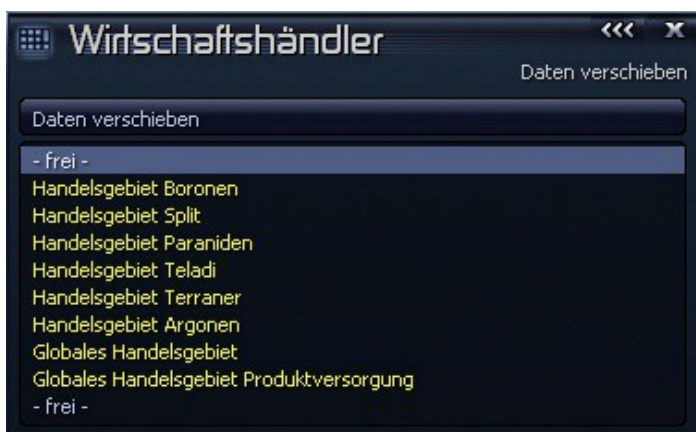 Wirtschaftshändler
<<< X
Daten verschieben
Daten verschieben
- frei -
Handelsgebiet Boronen
Handelsgebiet Split
Handelsgebiet Paraniden
Handelsgebiet Teladi
Handelsgebiet Terraner
Handelsgebiet Argonen
Globales Handelsgebiet
Globales Handelsgebiet Produktversorgung
- frei -